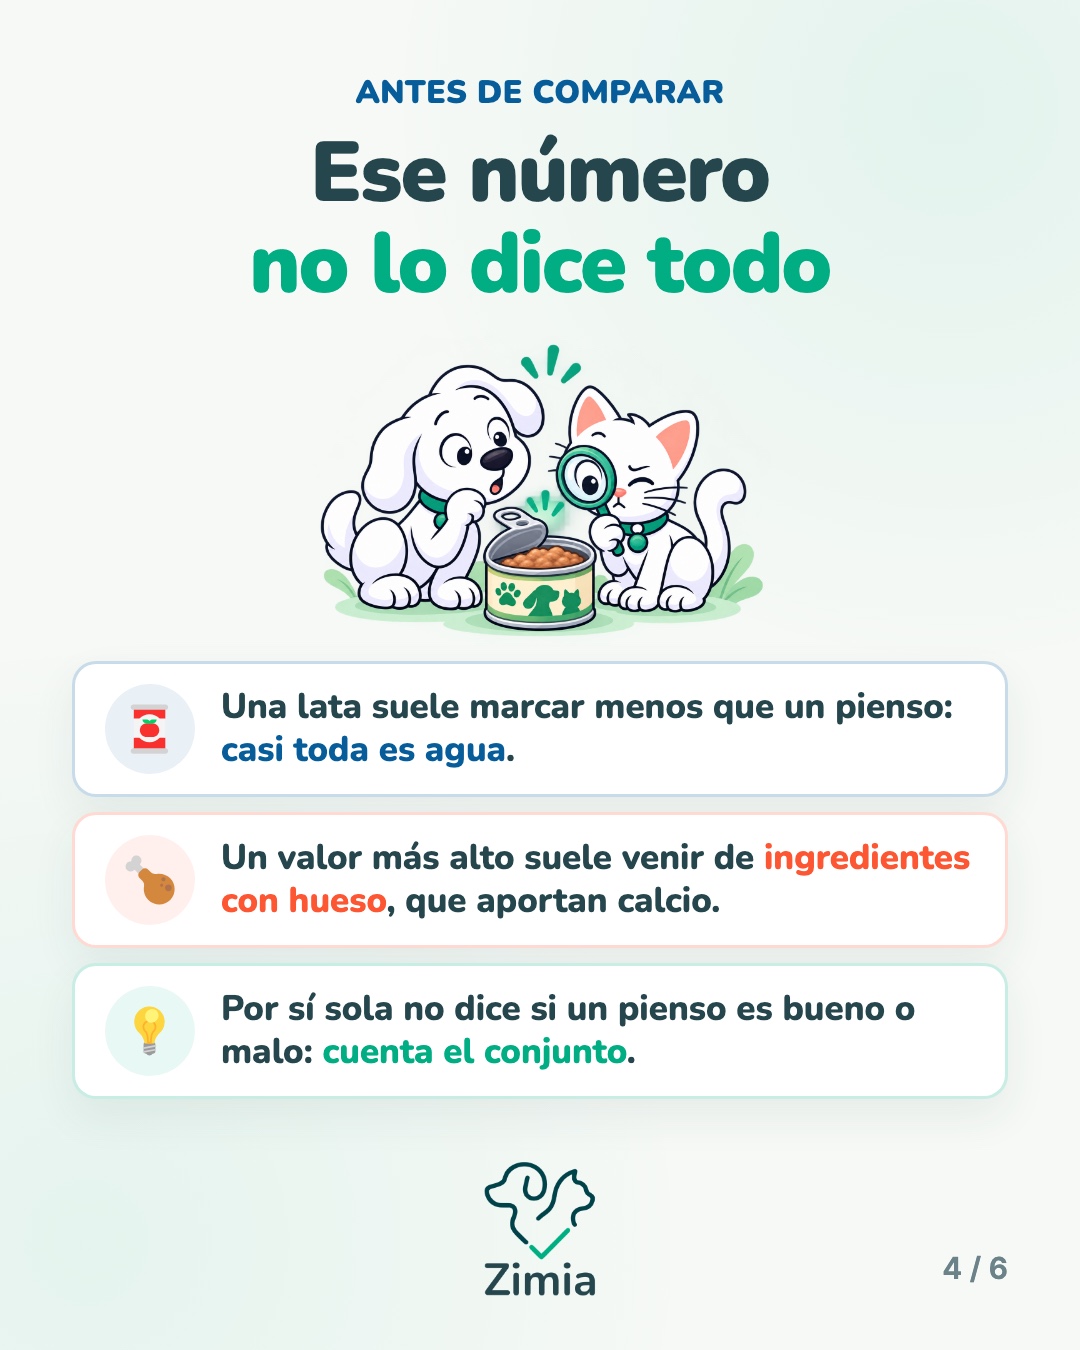 ANTES DE COMPARAR
Ese número
no lo dice todo
Una lata suele marcar menos que un pienso:
casi toda es agua.
Un valor más alto suele venir de ingredientes
con hueso, que aportan calcio.
Por sí sola no dice si un pienso es bueno o
malo: cuenta el conjunto.
Zimia
4 / 6